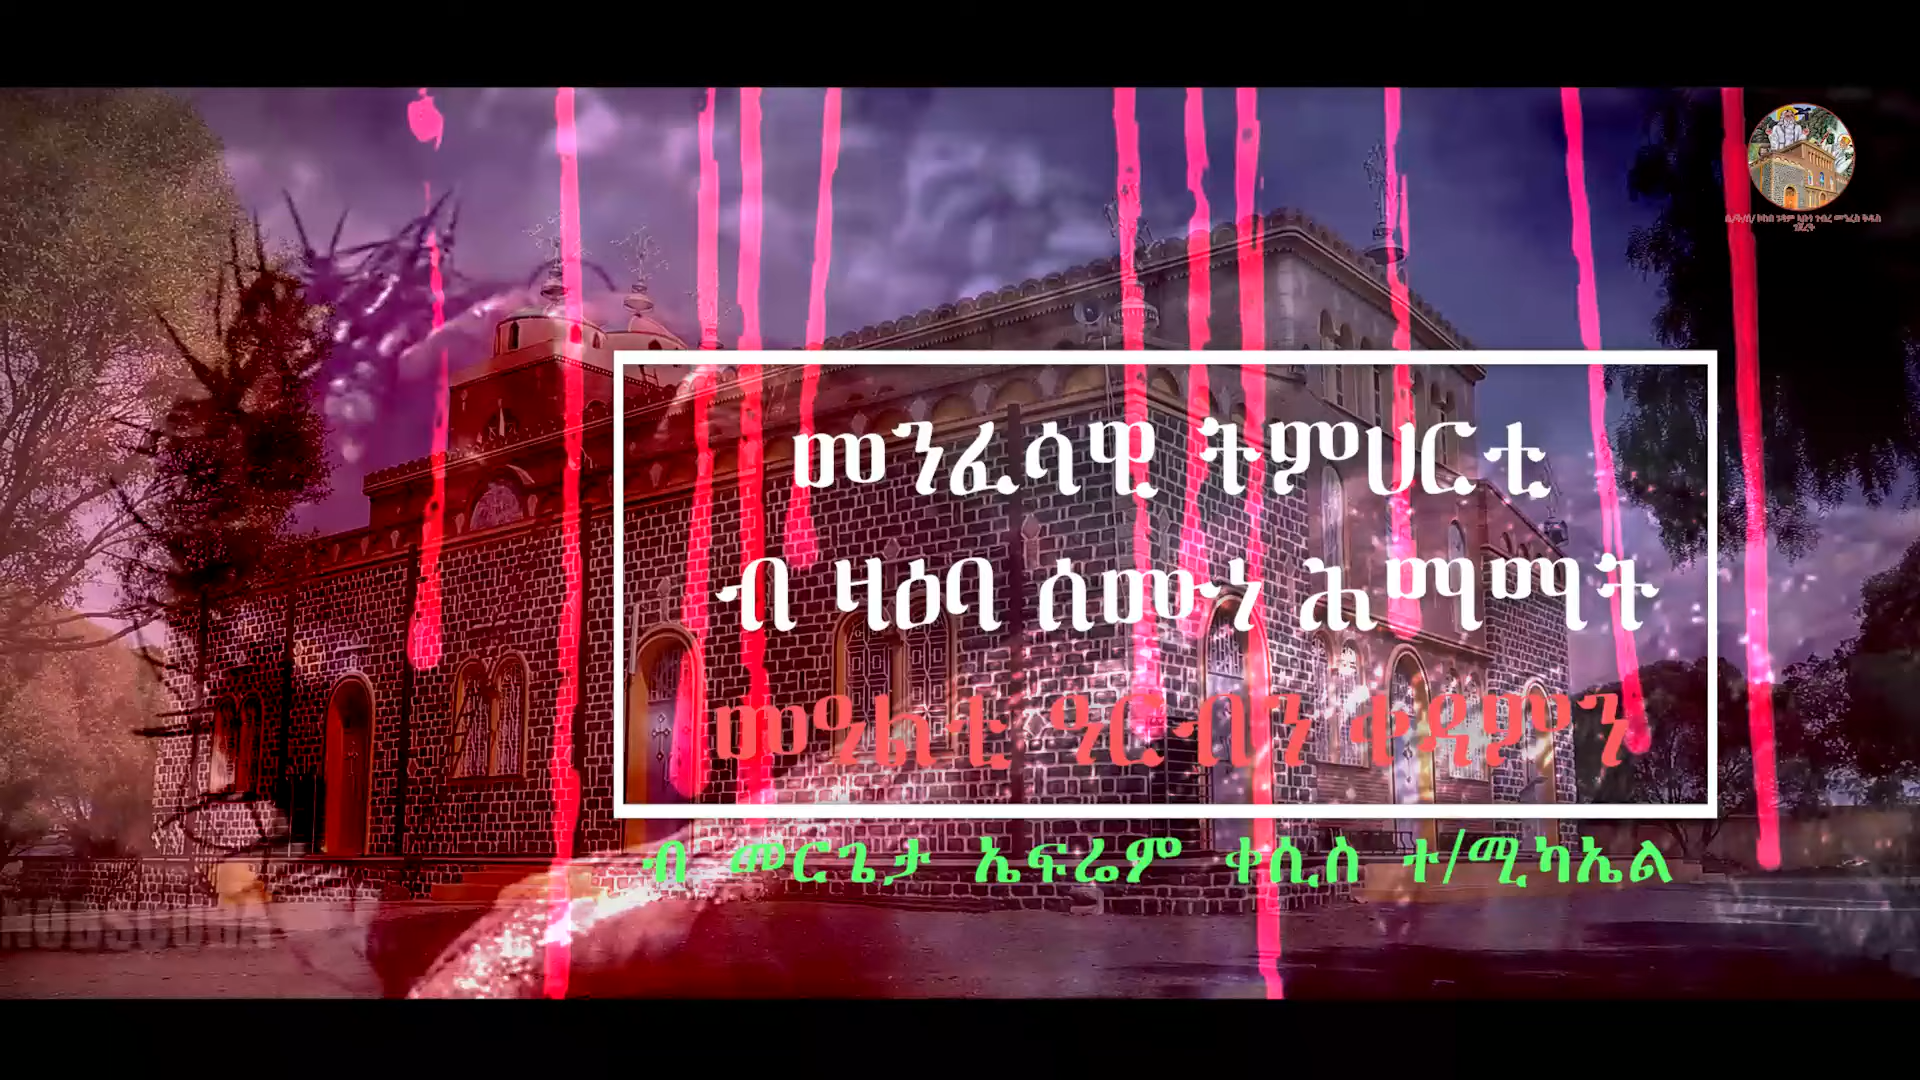 መንፈሳዊ ትምህርቲ
ብ ዛዕባ ሰሙነ ሕማማት
መዓልቲ ዓርብን ቀዳምን
ብ መርጌታ ኤፍሬም ቀሲስ ተ/ሚካኤል